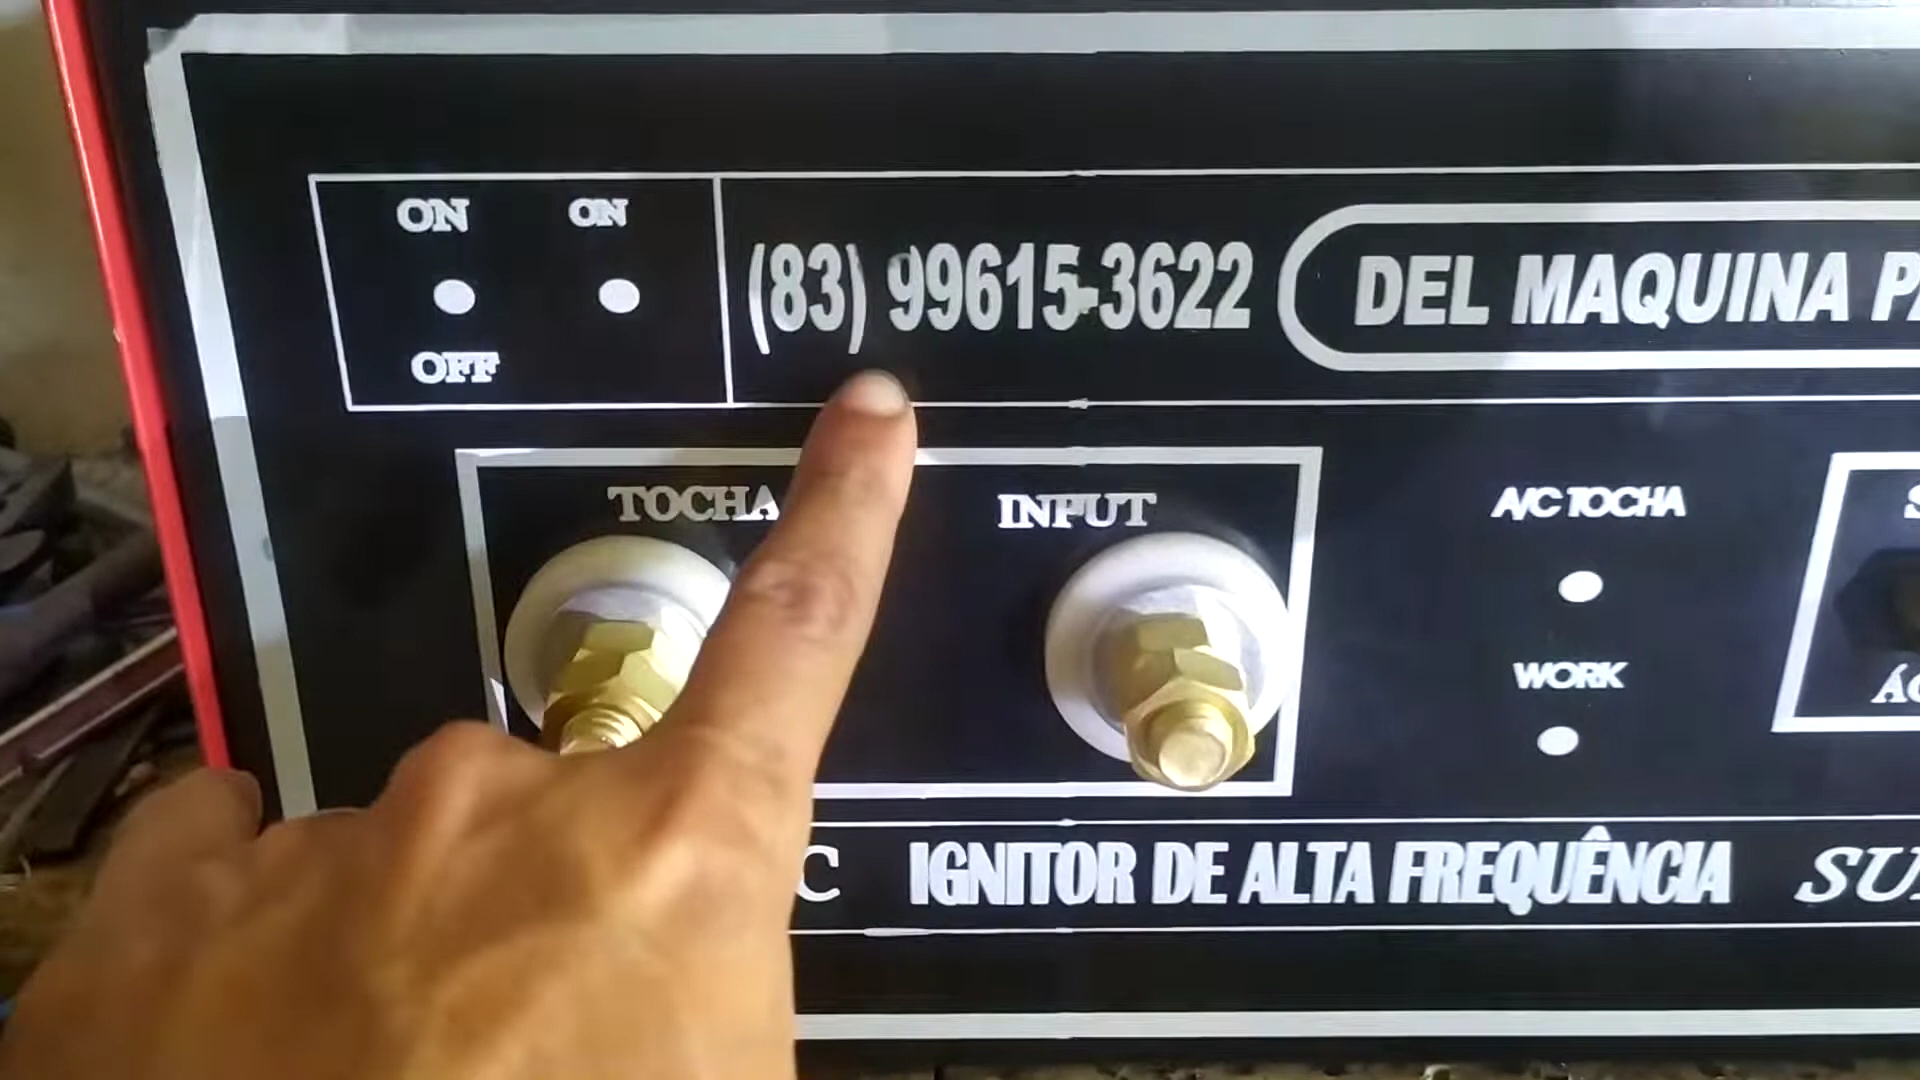 ON ON
OFF
(83) 99615-3622
DEL MAQUINA
TOCHA INPUT
A/C TOCHA
WORK
C IGNITOR DE ALTA FREQUÊNCIA